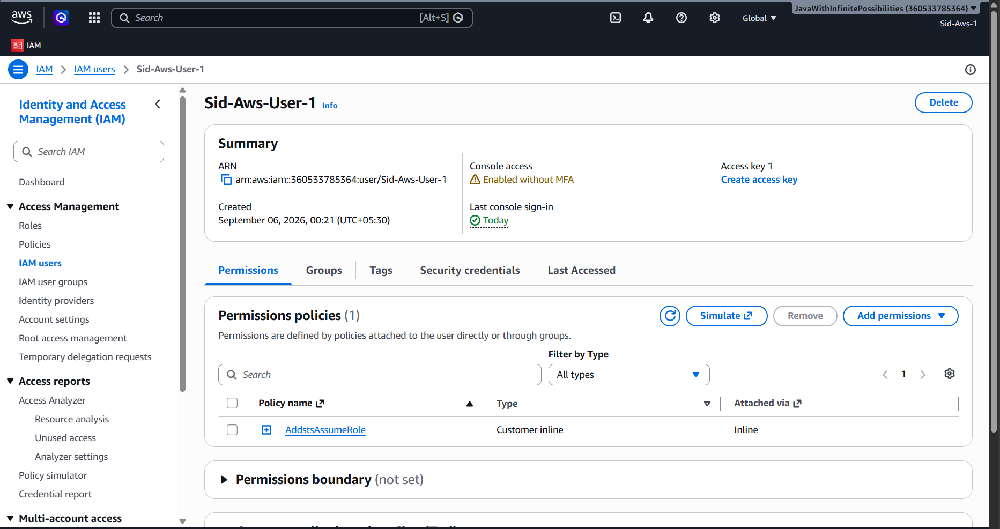 aws
Search
[Alt+S]
Global
JavaWithInfinitePossibilities (360533785364)
Sid-Aws-1
IAM
IAM
IAM users
Sid-Aws-User-1
Identity and Access
Management (IAM)
Search IAM
Dashboard
Access Management
Roles
Policies
IAM users
IAM user groups
Identity providers
Account settings
Root access management
Temporary delegation requests
Access reports
Access Analyzer
Resource analysis
Unused access
Analyzer settings
Policy simulator
Credential report
Multi-account access
Sid-Aws-User-1 Info
Delete
Summary
ARN
arn:aws:iam::360533785364:user/Sid-Aws-User-1
Created
September 06, 2026, 00:21 (UTC+05:30)
Console access
Enabled without MFA
Last console sign-in
Today
Access key 1
Create access key
Permissions
Groups
Tags
Security credentials
Last Accessed
Permissions policies (1)
Simulate
Remove
Add permissions
Permissions are defined by policies attached to the user directly or through groups.
Filter by Type
Search
All types
1
Policy name
Type
Attached via
AddstsAssumeRole
Customer inline
Inline
Permissions boundary (not set)